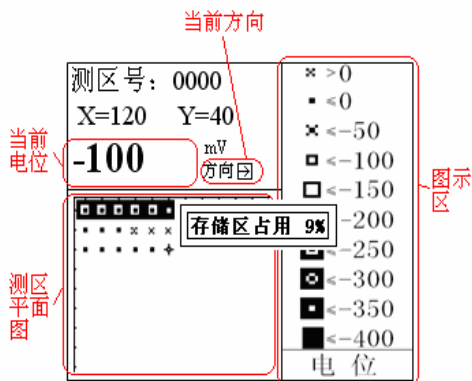 当前方向
测区号： 0000
X=120 Y=40
当前
电位
-100
mV
方向
测区
平面
图
存储区占用 9%
>0
≤0
≤-50
≤-100
≤-150
-200
≤-250
≤-300
≤-350
≤-400
电 位
图示
区